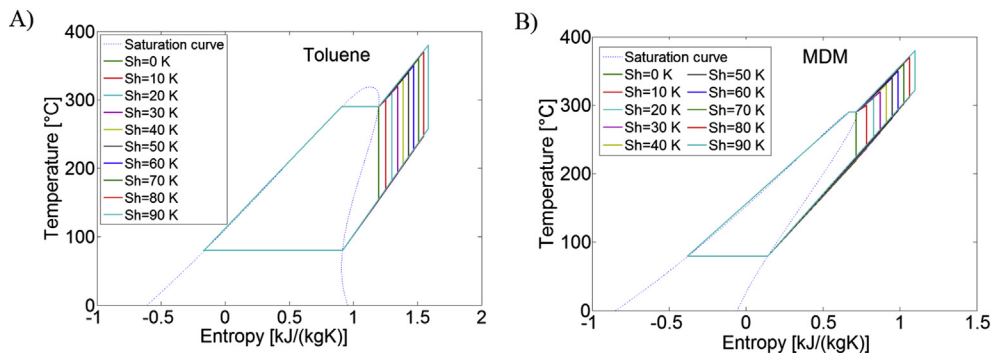 A)
Toluene
Saturation curve
Sh=0 K
Sh=10 K
Sh=20 K
Sh=30 K
Sh=40 K
Sh=50 K
Sh=60 K
Sh=70 K
Sh=80 K
Sh=90 K
Temperature [°C]
400
300
200
100
0
-1 -0.5 0 0.5 1 1.5 2
Entropy [kJ/(kgK)]
B)
MDM
Saturation curve
Sh=0 K Sh=50 K
Sh=10 K Sh=60 K
Sh=20 K Sh=70 K
Sh=30 K Sh=80 K
Sh=40 K Sh=90 K
Temperature [°C]
400
300
200
100
0
-1 -0.5 0 0.5 1 1.5
Entropy [kJ/(kgK)]